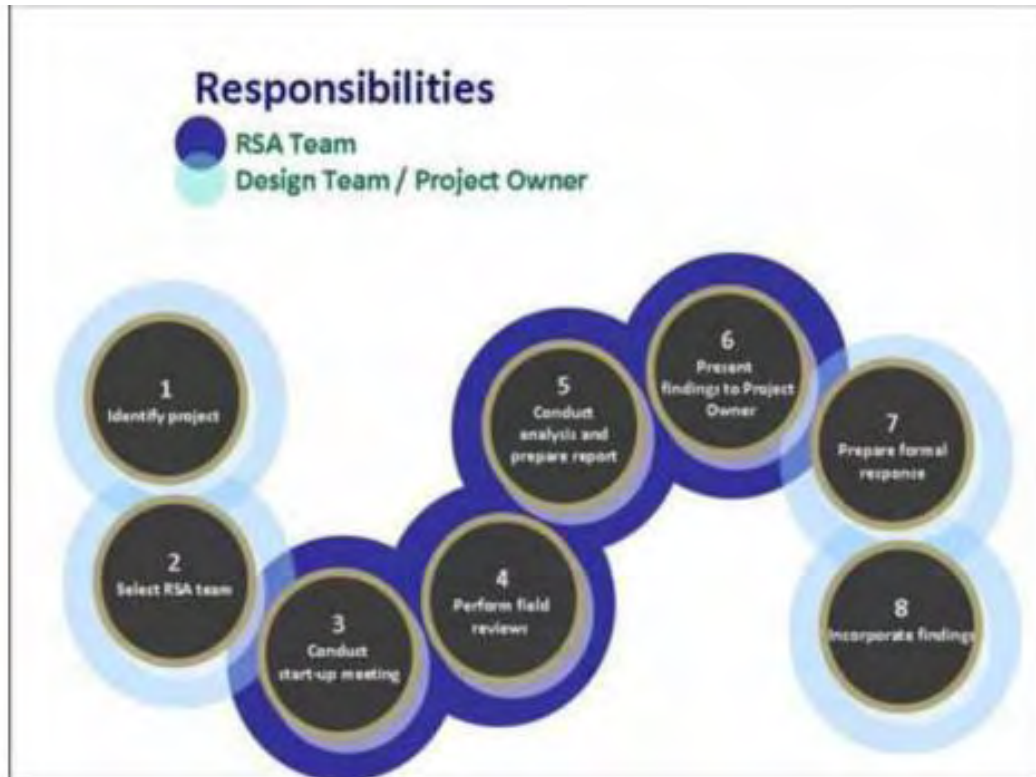 Responsibilities
RSA Team
Design Team / Project Owner
1
Identify project
2
Select RSA team
3
Conduct
start-up meeting
4
Perform field
reviews
5
Conduct
analysis and
prepare report
6
Present
findings to Project
Owner
7
Prepare formal
response
8
Incorporate findings